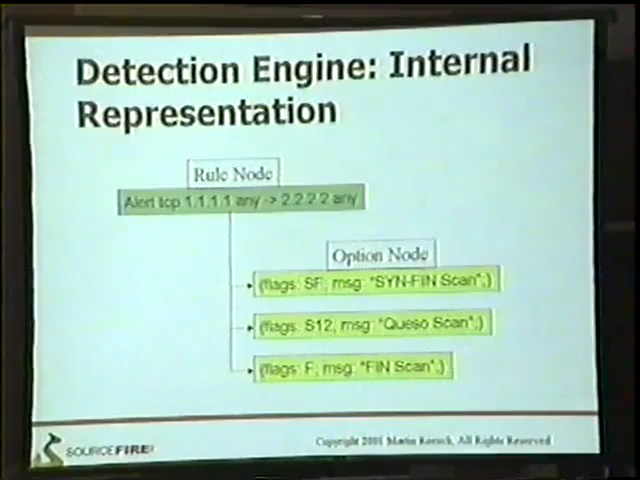 Detection Engine: Internal
Representation
Rule Node
Alert tcp 1.1.1.1 any -> 2.2.2.2 any
Option Node
(flags: SF; msg: "SYN-FIN Scan";)
(flags: S12; msg: "Queso Scan";)
(flags: F; msg: "FIN Scan";)
SOURCEFIRE
Copyright 2001 Martin Roesch, All Rights Reserved